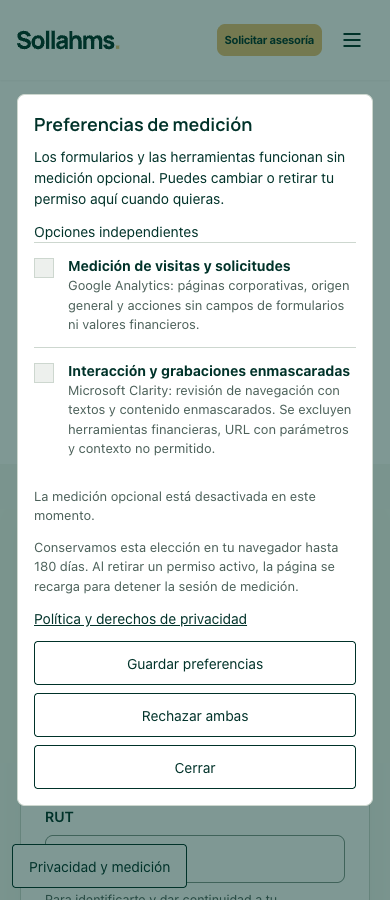 Sollahms.
Solicitar asesoría
Preferencias de medición
Los formularios y las herramientas funcionan sin
medición opcional. Puedes cambiar o retirar tu
permiso aquí cuando quieras.
Opciones independientes
Medición de visitas y solicitudes
Google Analytics: páginas corporativas, origen
general y acciones sin campos de formularios
ni valores financieros.
Interacción y grabaciones enmascaradas
Microsoft Clarity: revisión de navegación con
textos y contenido enmascarados. Se excluyen
herramientas financieras, URL con parámetros
y contexto no permitido.
La medición opcional está desactivada en este
momento.
Conservamos esta elección en tu navegador hasta
180 días. Al retirar un permiso activo, la página se
recarga para detener la sesión de medición.
Política y derechos de privacidad
Guardar preferencias
Rechazar ambas
Cerrar
RUT
Privacidad y medición
Para identificarte y dar continuidad a tu